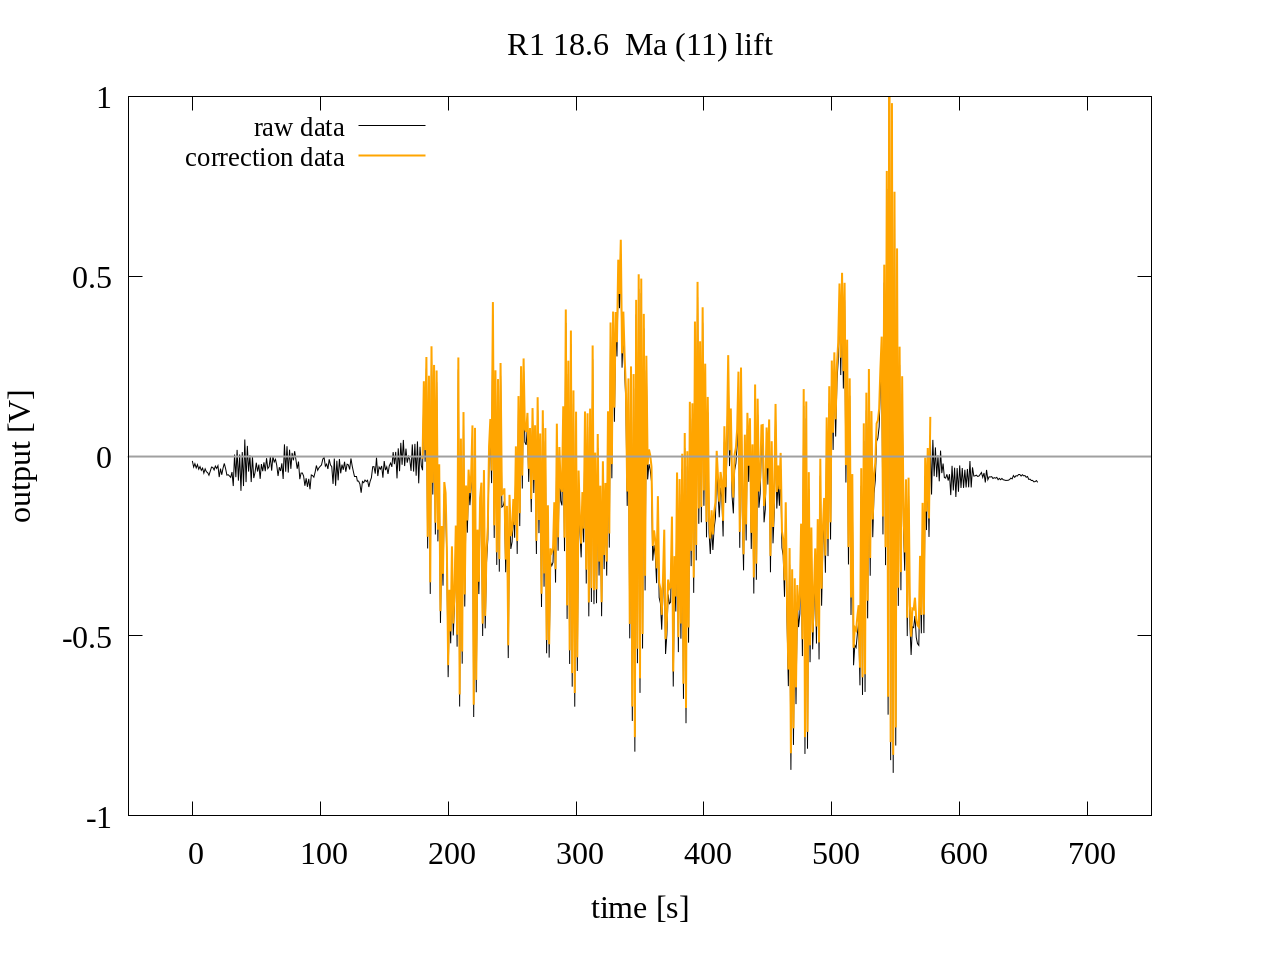 R1 18.6  Ma (11) lift
raw data
correction data
output [V]
1
0.5
0
-0.5
-1
0 100 200 300 400 500 600 700
time [s]